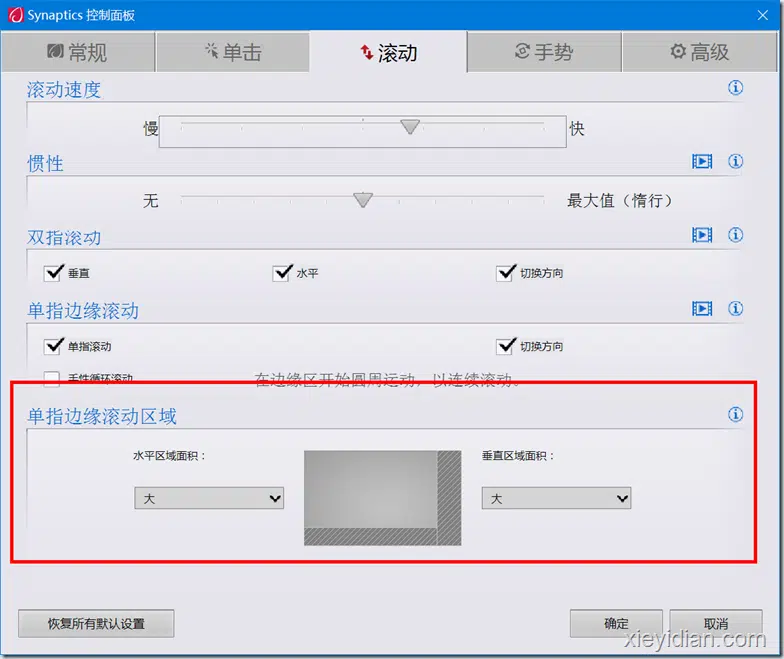 Synaptics 控制面板
常规 单击 滚动 手势 高级
滚动速度
慢 快
惯性
无 最大值（惰行）
双指滚动
垂直 水平 切换方向
单指边缘滚动
单指滚动 切换方向
手性循环滚动 在边缘区开始圆周运动，以连续滚动。
单指边缘滚动区域
水平区域面积： 垂直区域面积：
大 大
恢复所有默认设置 确定 取消
xieyidian.com